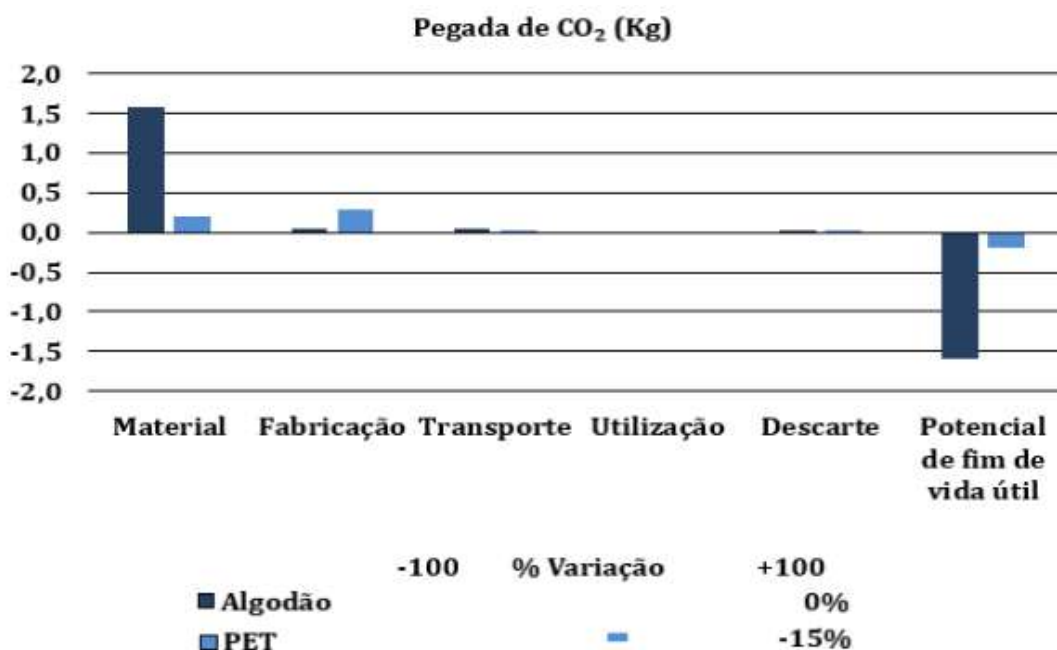 Pegada de CO₂ (Kg)
2,0
1,5
1,0
0,5
0,0
-0,5
-1,0
-1,5
-2,0
Material Fabricação Transporte Utilização Descarte Potencial
de fim de
vida útil
-100 % Variação +100
Algodão 0%
PET -15%